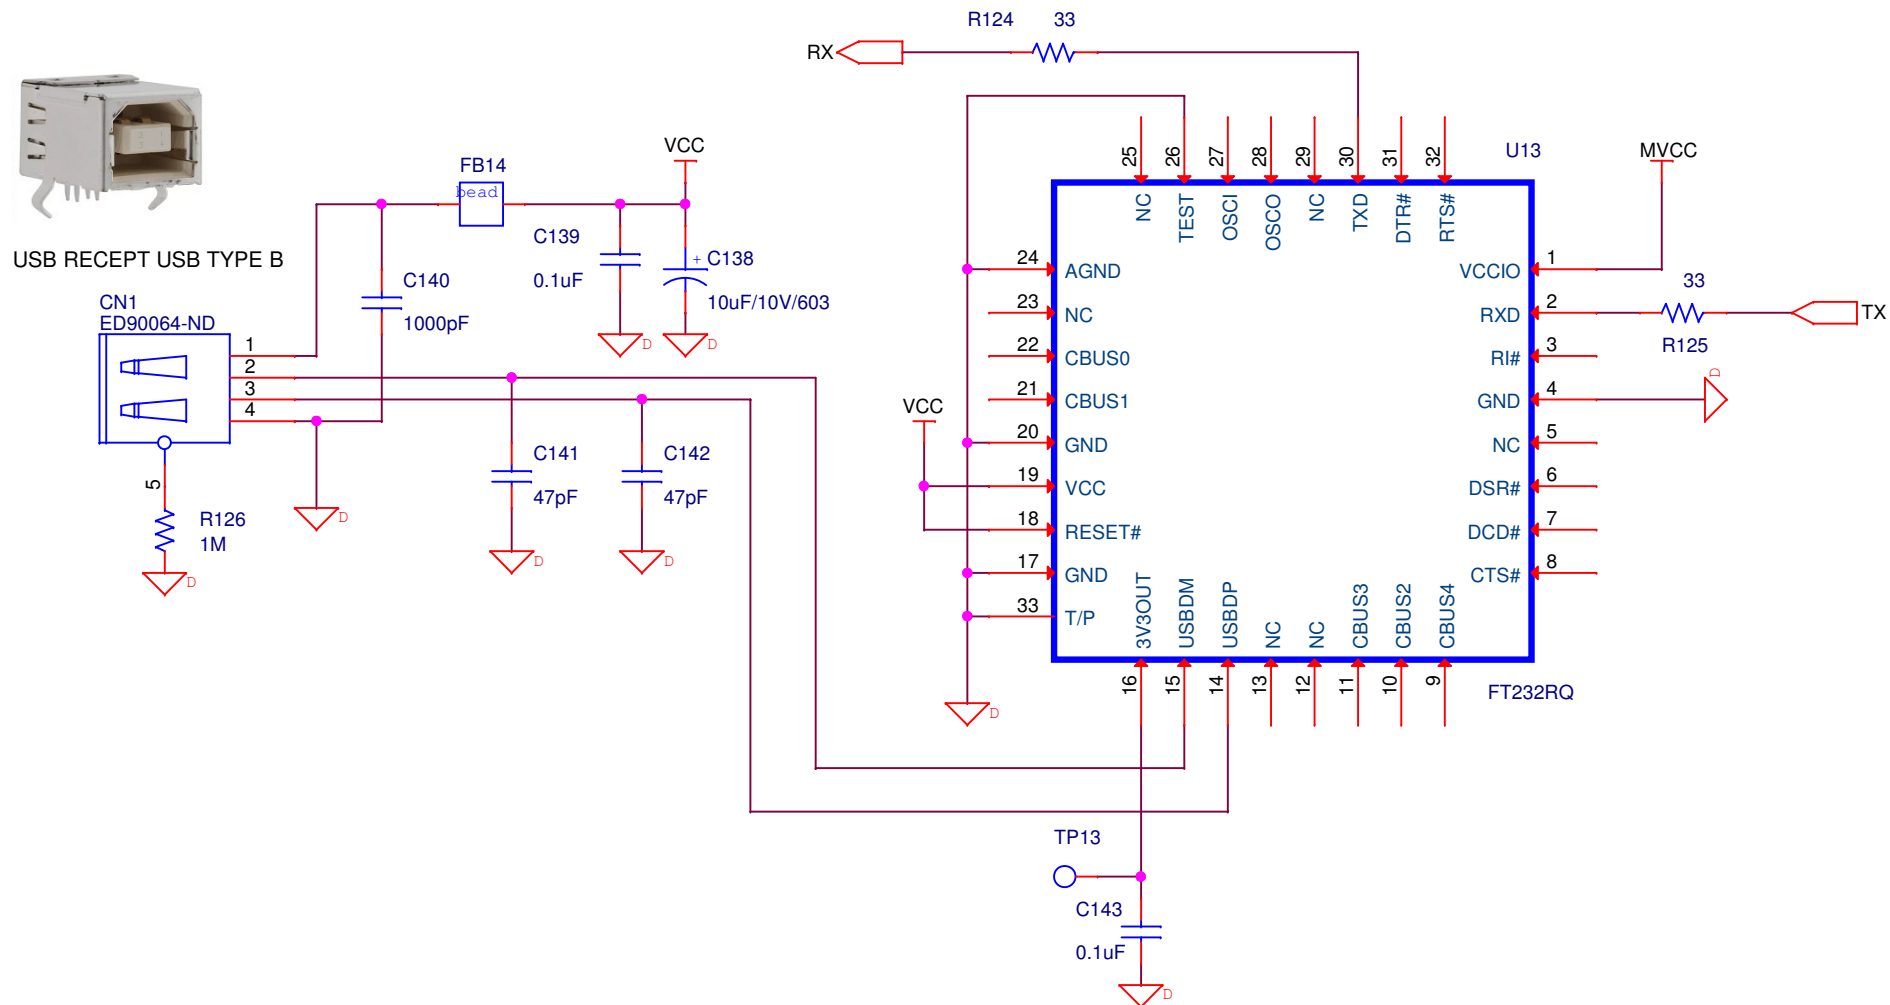 R124 33
RX
USB RECEPT USB TYPE B
CN1
ED90064-ND
1
2
3
4
5
R126
1M
D
D
C140
1000pF
FB14
bead
VCC
C139
0.1uF
+ C138
10uF/10V/603
D
D
C141
47pF
D
C142
47pF
D
VCC
U13
25 NC
26 TEST
27 OSCI
28 OSCO
29 NC
30 TXD
31 DTR#
32 RTS#
24 AGND
23 NC
22 CBUS0
21 CBUS1
20 GND
19 VCC
18 RESET#
17 GND
33 T/P
D
VCCIO 1
RXD 2
RI# 3
GND 4
NC 5
DSR# 6
DCD# 7
CTS# 8
16 3V3OUT
15 USBDM
14 USBDP
13 NC
12 NC
11 CBUS3
10 CBUS2
9 CBUS4
FT232RQ
MVCC
33
R125
TX
D
TP13
C143
0.1uF
D